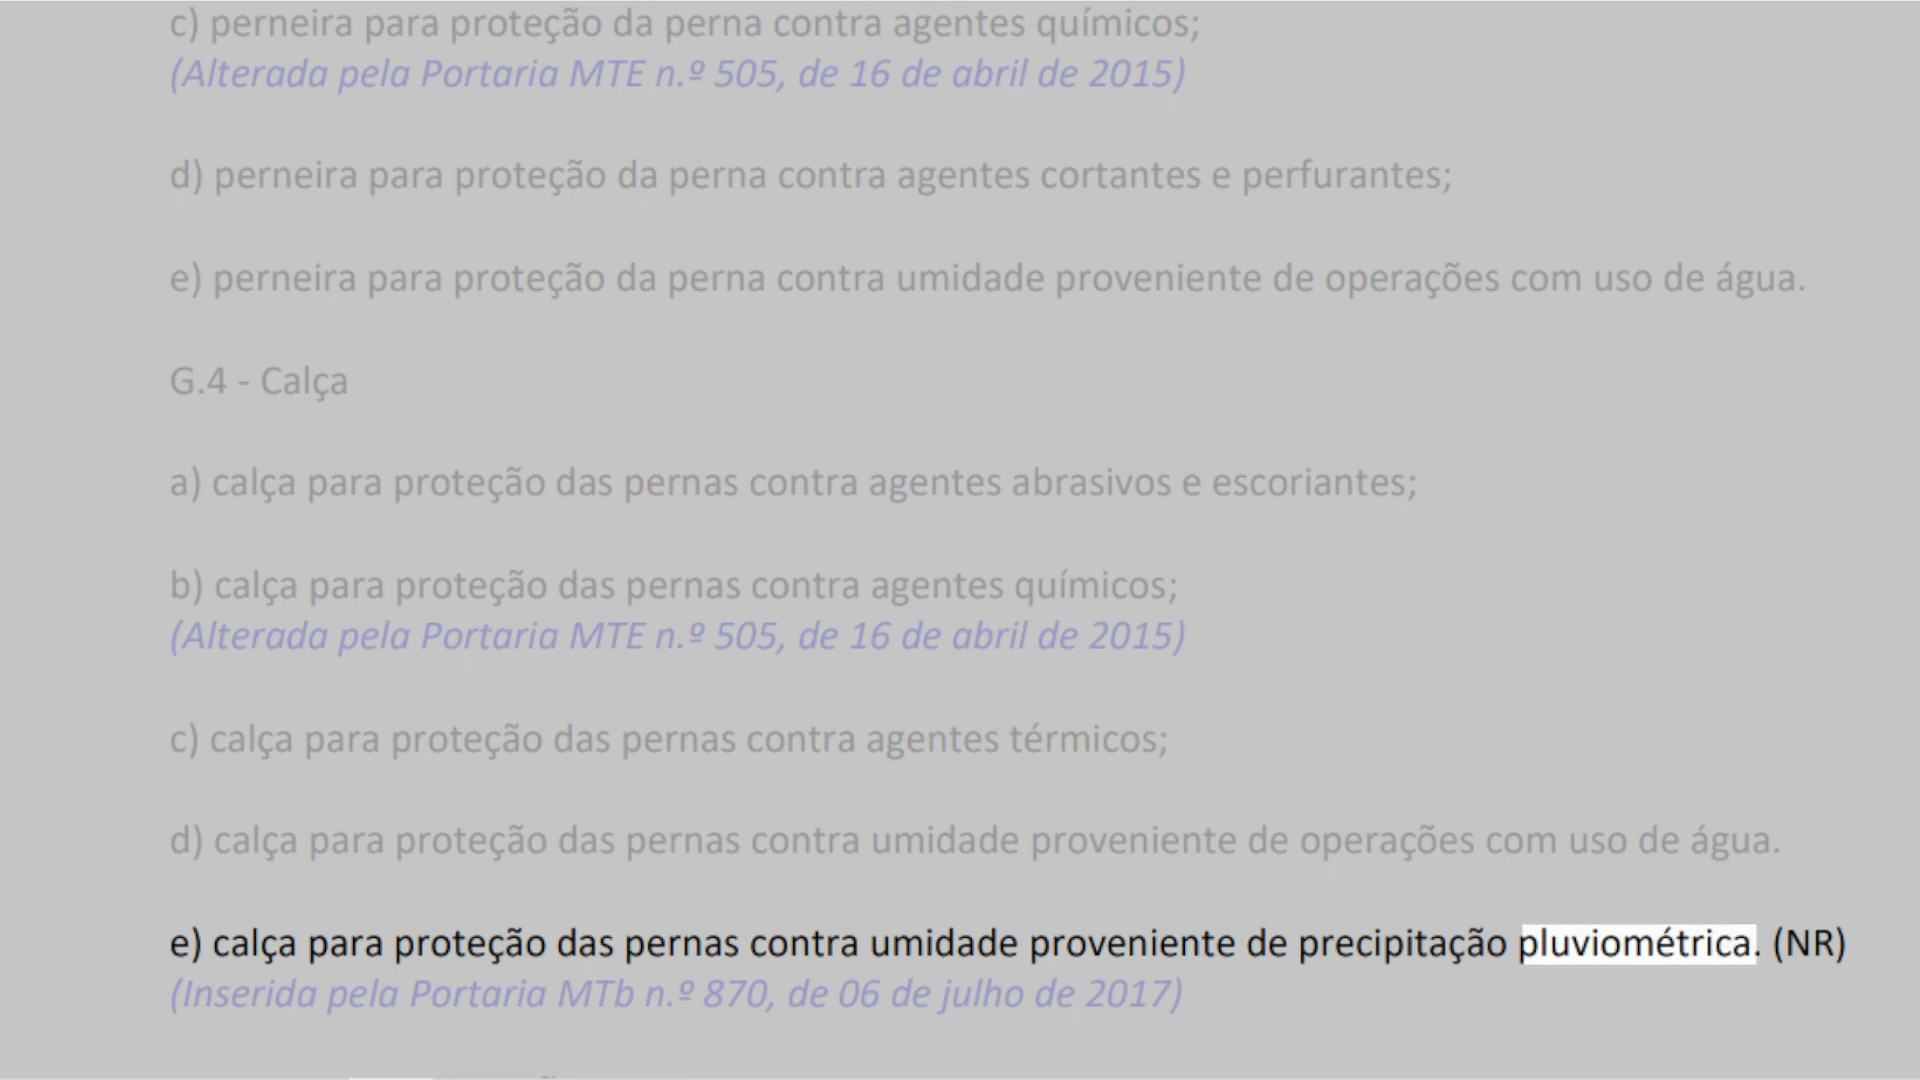 c) perneira para proteção da perna contra agentes químicos;
(Alterada pela Portaria MTE n.º 505, de 16 de abril de 2015)
d) perneira para proteção da perna contra agentes cortantes e perfurantes;
e) perneira para proteção da perna contra umidade proveniente de operações com uso de água.
G.4 - Calça
a) calça para proteção das pernas contra agentes abrasivos e escoriantes;
b) calça para proteção das pernas contra agentes químicos;
(Alterada pela Portaria MTE n.º 505, de 16 de abril de 2015)
c) calça para proteção das pernas contra agentes térmicos;
d) calça para proteção das pernas contra umidade proveniente de operações com uso de água.
e) calça para proteção das pernas contra umidade proveniente de precipitação pluviométrica. (NR)
(Inserida pela Portaria MTb n.º 870, de 06 de julho de 2017)